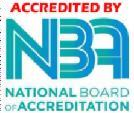 ACCREDITED BY
NBA
NATIONAL BOARD
OF ACCREDITATION